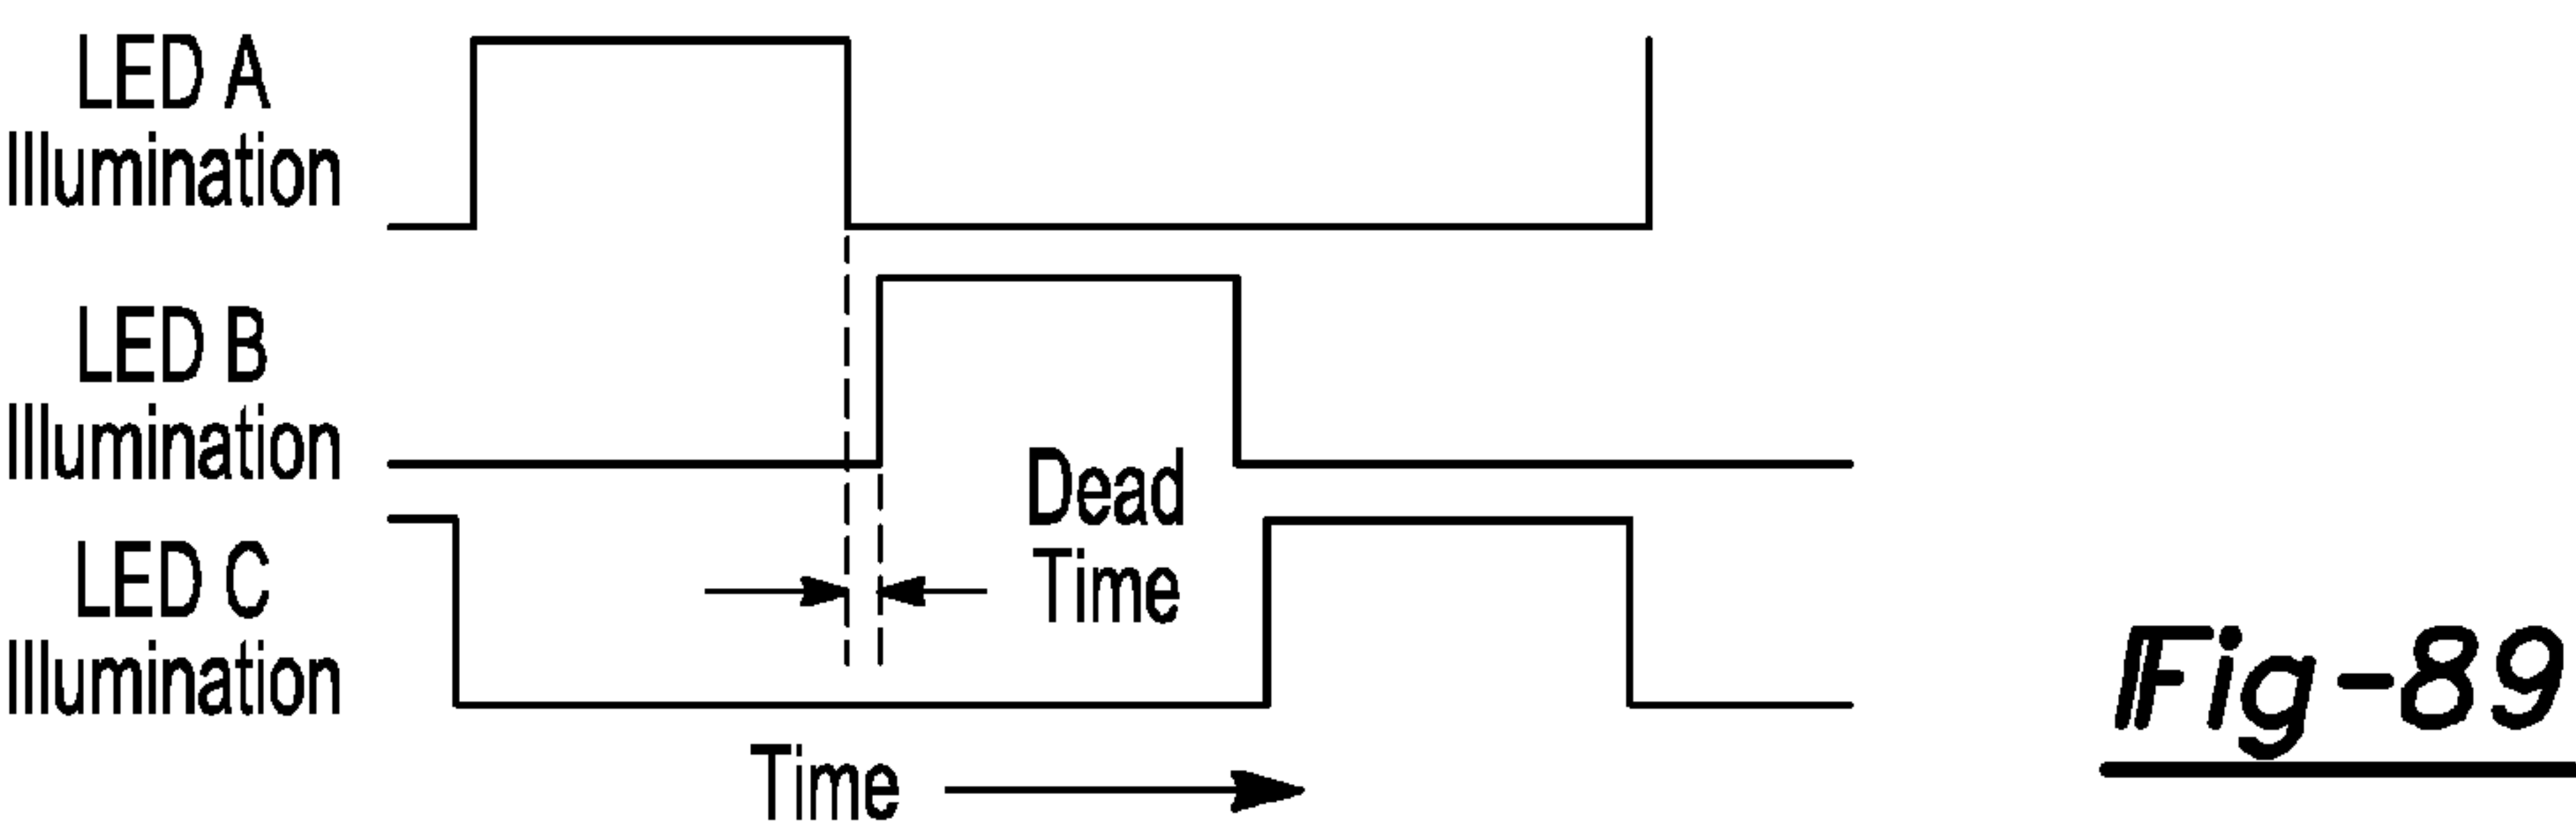 LED A
Illumination
LED B
Illumination
Dead
Time
LED C
Illumination
Time
Fig-89